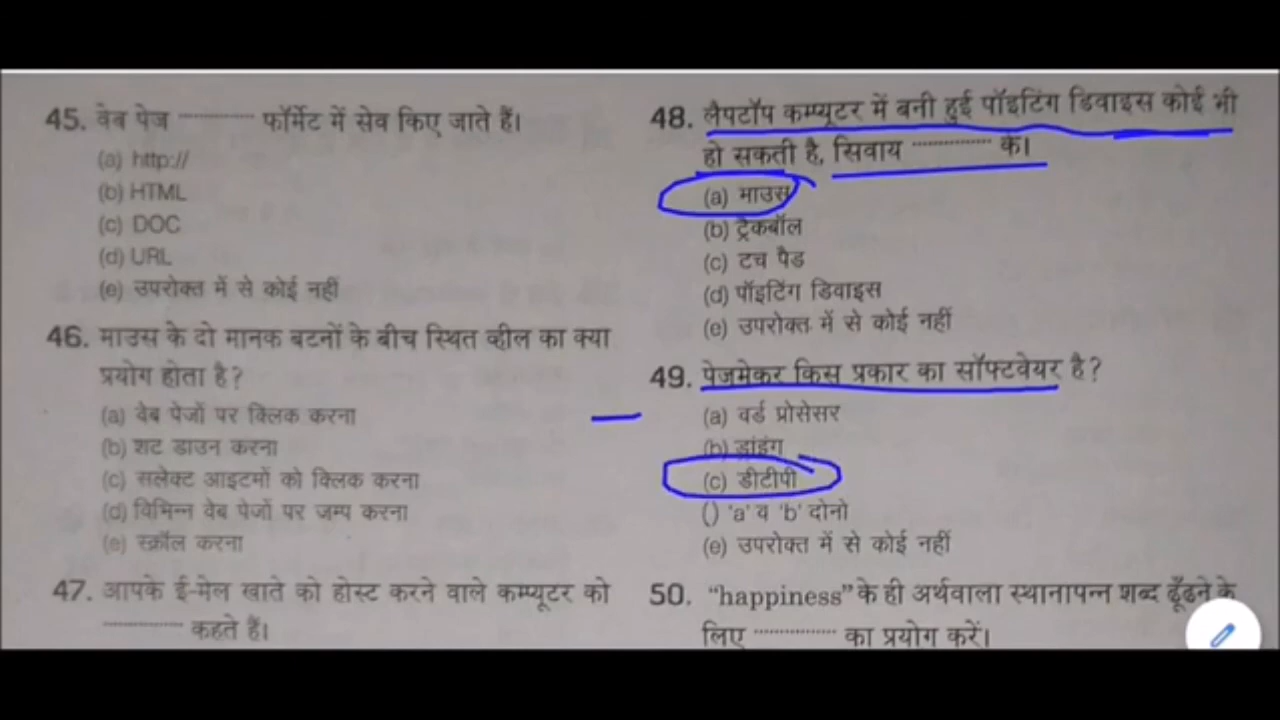 45. वेब पेज ............ फॉर्मेट में सेव किए जाते हैं।
(a) http://
(b) HTML
(c) DOC
(d) URL
(e) उपरोक्त में से कोई नहीं
46. माउस के दो मानक बटनों के बीच स्थित व्हील का क्या
प्रयोग होता है?
(a) वेब पेजों पर क्लिक करना
(b) शट डाउन करना
(c) सलेक्ट आइटमों को क्लिक करना
(d) विभिन्न वेब पेजों पर जम्प करना
(e) स्क्रॉल करना
47. आपके ई-मेल खाते को होस्ट करने वाले कम्प्यूटर को
............ कहते हैं।
48. लैपटॉप कम्प्यूटर में बनी हुई पॉइटिंग डिवाइस कोई भी
हो सकती है, सिवाय ............ के।
(a) माउस
(b) ट्रैकबॉल
(c) टच पैड
(d) पॉइटिंग डिवाइस
(e) उपरोक्त में से कोई नहीं
49. पेजमेकर किस प्रकार का सॉफ्टवेयर है?
(a) वर्ड प्रोसेसर
(b) ड्रांइंग
(c) डीटीपी
() 'a' व 'b' दोनो
(e) उपरोक्त में से कोई नहीं
50. "happiness" के ही अर्थवाला स्थानापन्न शब्द ढूँढने के
लिए ............ का प्रयोग करें।